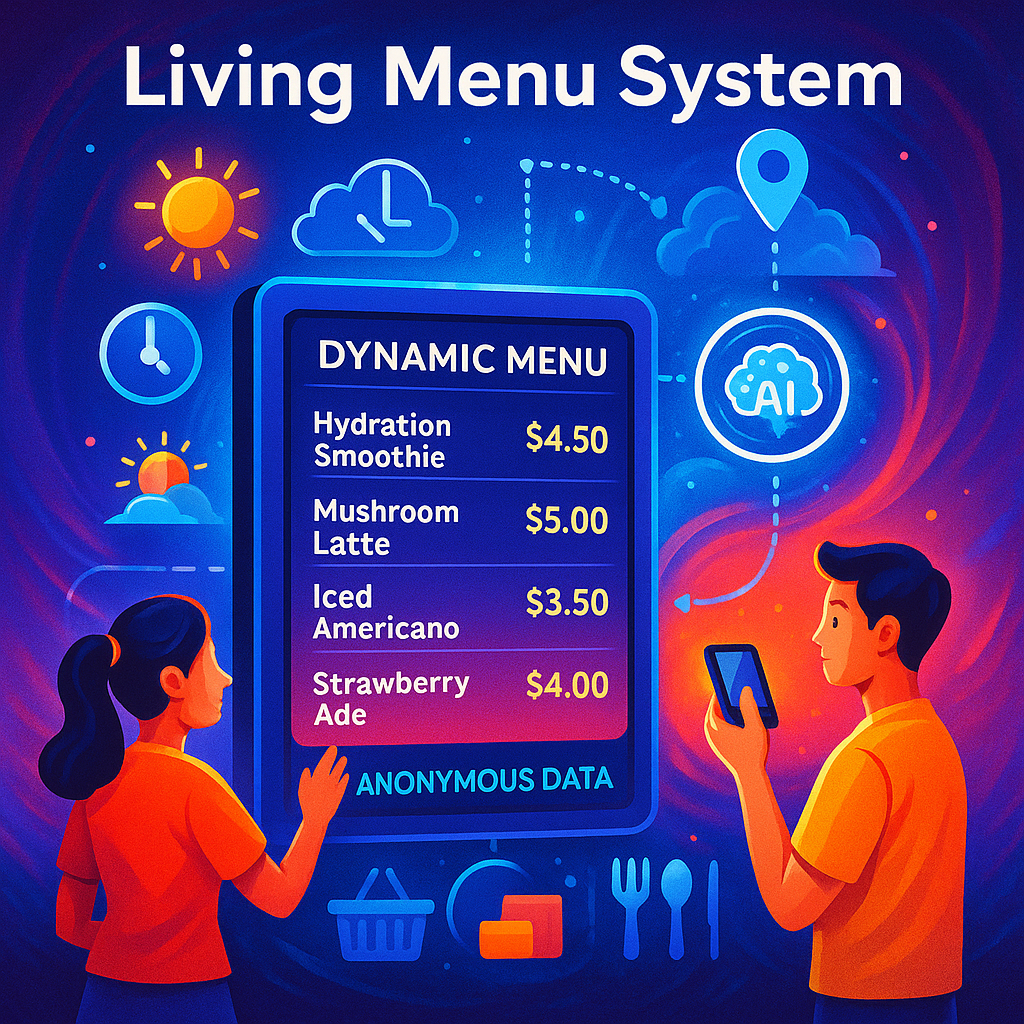 Living Menu System
AI
DYNAMIC MENU
Hydration
Smoothie
$4.50
Mushroom
Latte
$5.00
Iced
Americano
$3.50
Strawberry
Ade
$4.00
ANONYMOUS DATA